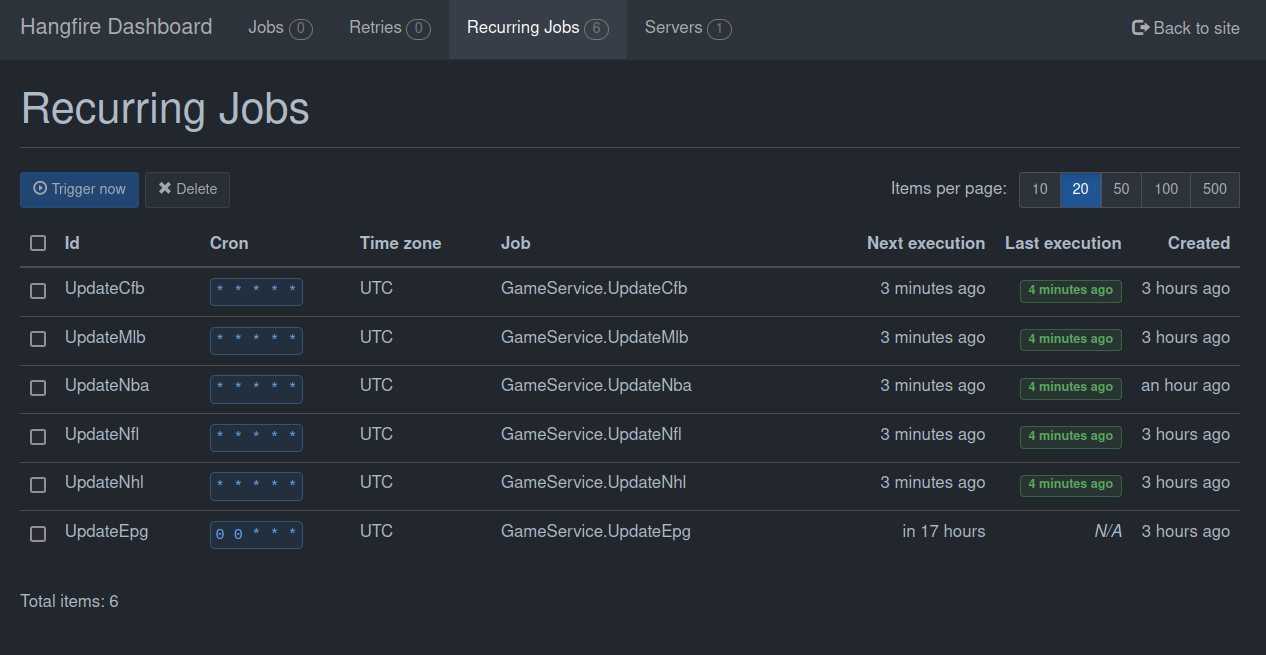 Hangfire Dashboard Jobs 0 Retries 0 Recurring Jobs 6 Servers 1 Back to site
Recurring Jobs
Trigger now Delete Items per page: 10 20 50 100 500
Id Cron Time zone Job Next execution Last execution Created
UpdateCfb * * * * * UTC GameService.UpdateCfb 3 minutes ago 4 minutes ago 3 hours ago
UpdateMlb * * * * * UTC GameService.UpdateMlb 3 minutes ago 4 minutes ago 3 hours ago
UpdateNba * * * * * UTC GameService.UpdateNba 3 minutes ago 4 minutes ago an hour ago
UpdateNfl * * * * * UTC GameService.UpdateNfl 3 minutes ago 4 minutes ago 3 hours ago
UpdateNhl * * * * * UTC GameService.UpdateNhl 3 minutes ago 4 minutes ago 3 hours ago
UpdateEpg 0 0 * * * UTC GameService.UpdateEpg in 17 hours N/A 3 hours ago
Total items: 6